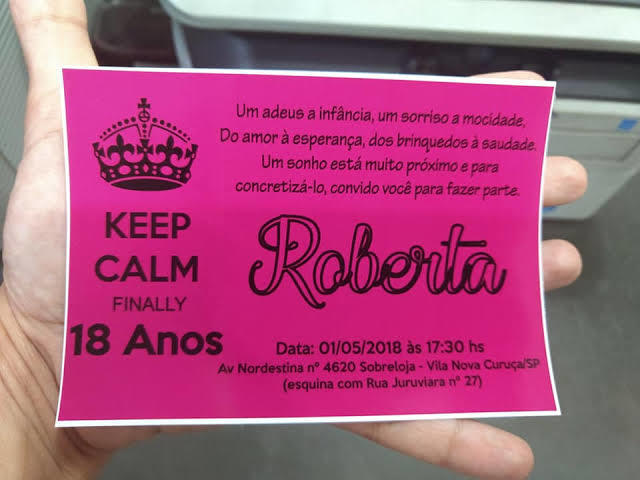 KEEP
CALM
FINALLY
18 Anos
Um adeus a infância, um sorriso a mocidade,
Do amor à esperança, dos brinquedos à saudade.
Um sonho está muito próximo e para
concretizá-lo, convido você para fazer parte.
Roberta
Data: 01/05/2018 às 17:30 hs
Av Nordestina nº 4620 Sobreloja - Vila Nova Curuça/SP
(esquina com Rua Juruviara nº 27)